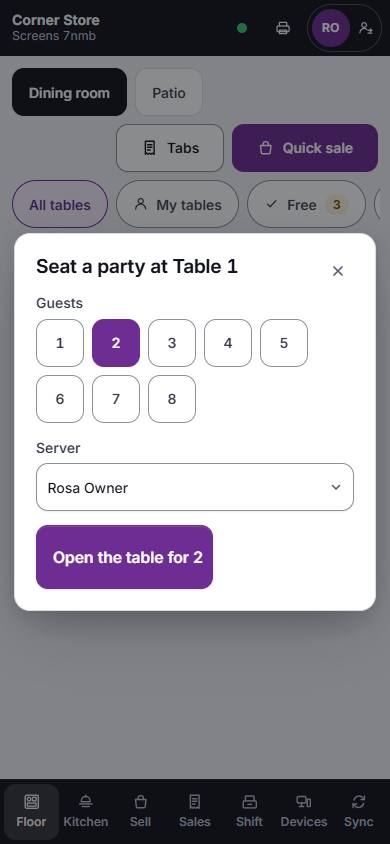 Corner Store
Screens 7nmb
RO
Dining room
Patio
Tabs
Quick sale
All tables
My tables
Free 3
Seat a party at Table 1
Guests
1 2 3 4 5
6 7 8
Server
Rosa Owner
Open the table for 2
Floor Kitchen Sell Sales Shift Devices Sync